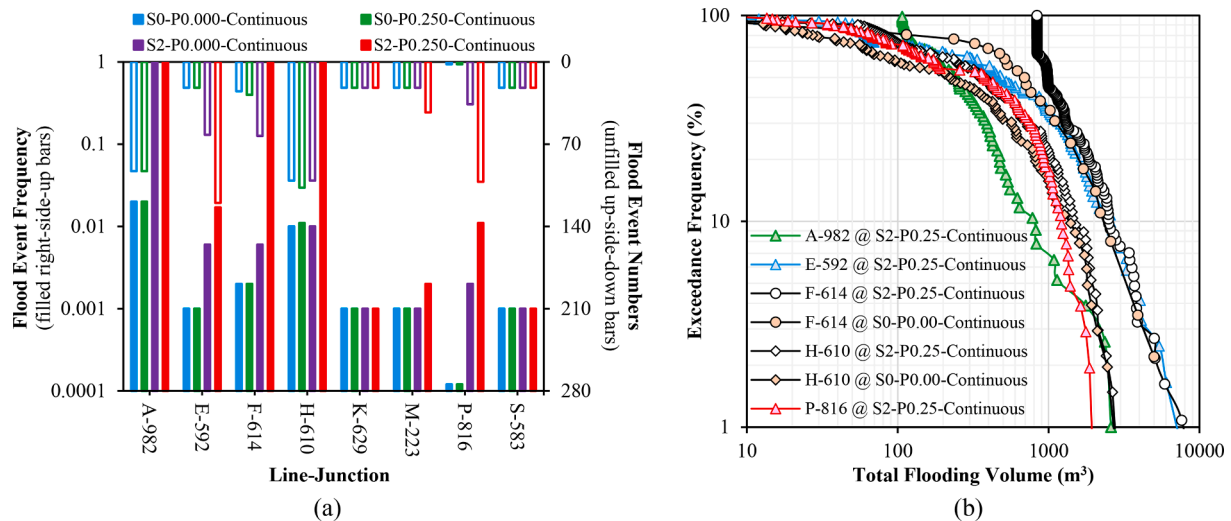 S0-P0.000-Continuous
S0-P0.250-Continuous
S2-P0.000-Continuous
S2-P0.250-Continuous
Flood Event Frequency
(filled right-side-up bars)
1
0.1
0.01
0.001
0.0001
0
70
140
210
280
Flood Event Numbers
(unfilled up-side-down bars)
A-982
E-592
F-614
H-610
K-629
M-223
P-816
S-583
Line-Junction
(a)
Exceedance Frequency (%)
100
10
1
A-982 @ S2-P0.25-Continuous
E-592 @ S2-P0.25-Continuous
F-614 @ S2-P0.25-Continuous
F-614 @ S0-P0.00-Continuous
H-610 @ S2-P0.25-Continuous
H-610 @ S0-P0.00-Continuous
P-816 @ S2-P0.25-Continuous
10
100
1000
10000
Total Flooding Volume (m³)
(b)